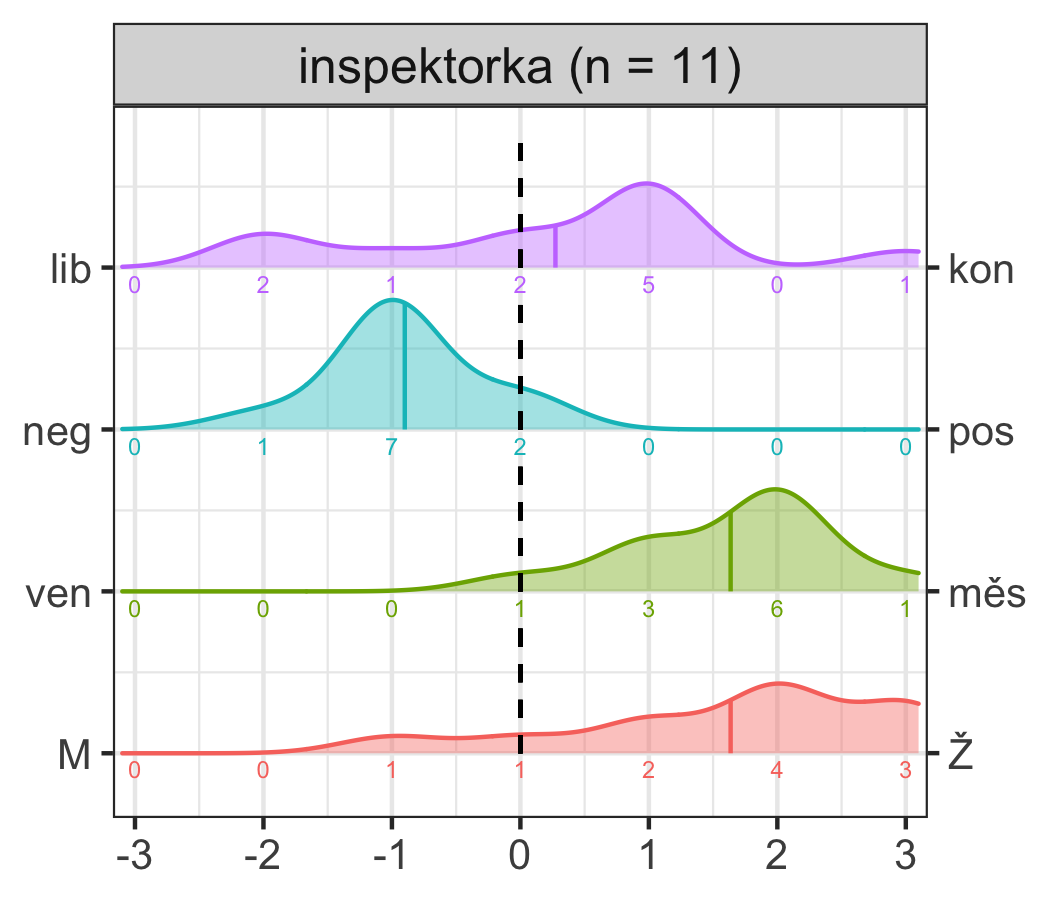 inspektorka (n = 11)
lib kon
0 2 1 2 5 0 1
neg pos
0 1 7 2 0 0 0
ven měs
0 0 0 1 3 6 1
M Ž
0 0 1 1 2 4 3
-3 -2 -1 0 1 2 3